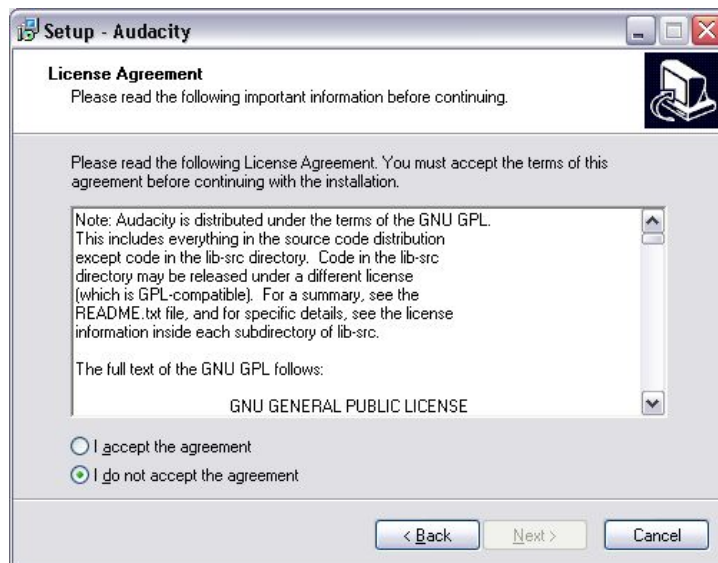 Setup - Audacity
License Agreement
Please read the following important information before continuing.
Please read the following License Agreement. You must accept the terms of this
agreement before continuing with the installation.
Note: Audacity is distributed under the terms of the GNU GPL.
This includes everything in the source code distribution
except code in the lib-src directory.  Code in the lib-src
directory may be released under a different license
(which is GPL-compatible).  For a summary, see the
README.txt file, and for specific details, see the license
information inside each subdirectory of lib-src.
The full text of the GNU GPL follows:
GNU GENERAL PUBLIC LICENSE
I accept the agreement
I do not accept the agreement
< Back
Next >
Cancel